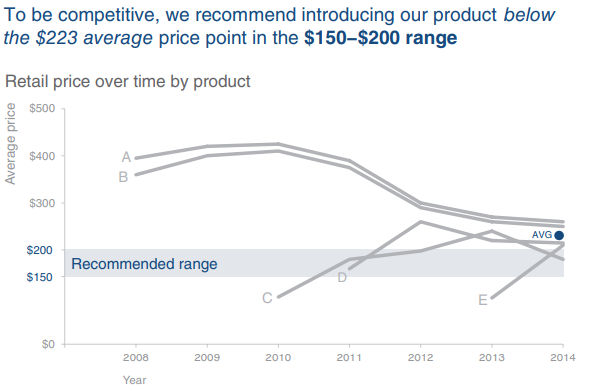 To be competitive, we recommend introducing our product below
the $223 average price point in the $150–$200 range
Retail price over time by product
Average price
$500
$400
$300
$200
$150
$0
A
B
C
D
E
AVG
Recommended range
2008
2009
2010
2011
2012
2013
2014
Year